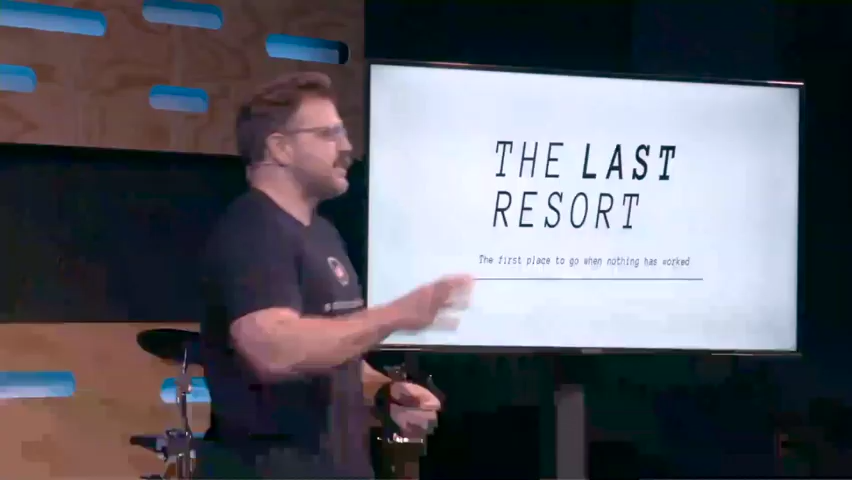 THE LAST
RESORT
The first place to go when nothing has worked